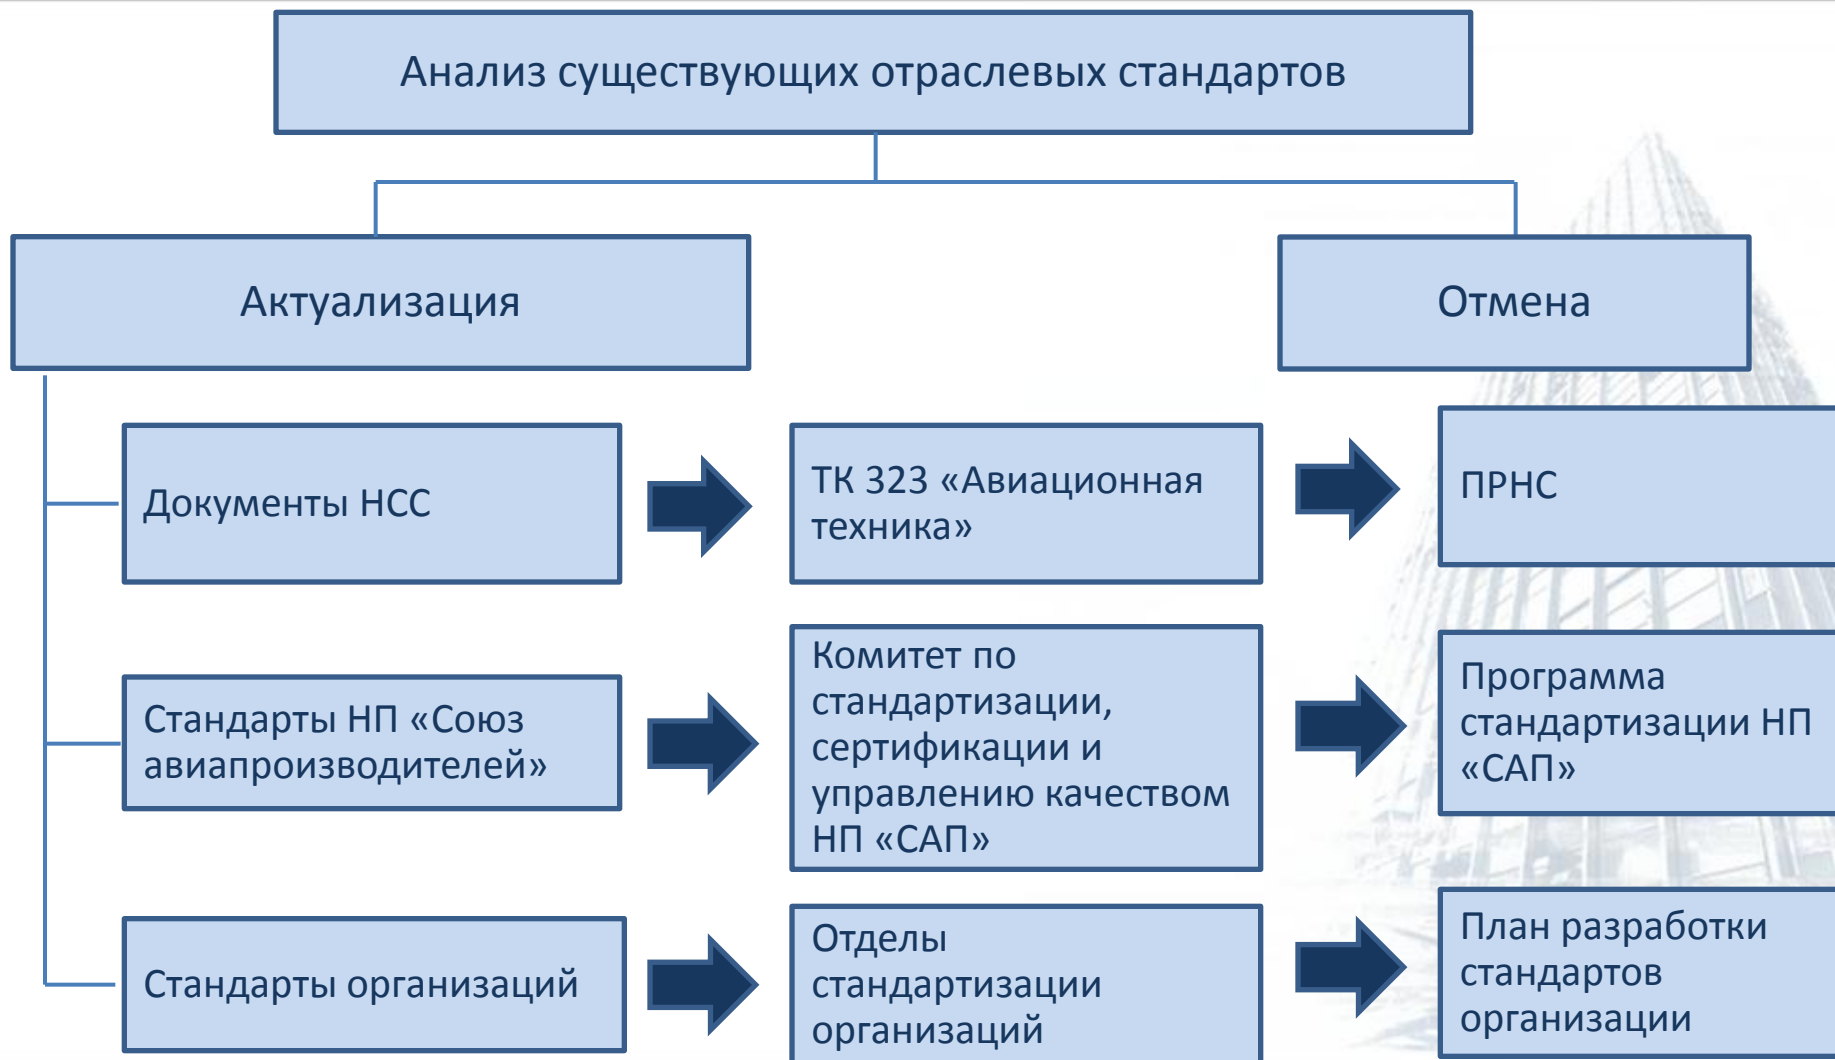 Анализ существующих отраслевых стандартов
Актуализация
Отмена
Документы НСС
ТК 323 «Авиационная
техника»
ПРНС
Стандарты НП «Союз
авиапроизводителей»
Комитет по
стандартизации,
сертификации и
управлению качеством
НП «САП»
Программа
стандартизации НП
«САП»
Стандарты организаций
Отделы
стандартизации
организаций
План разработки
стандартов
организации